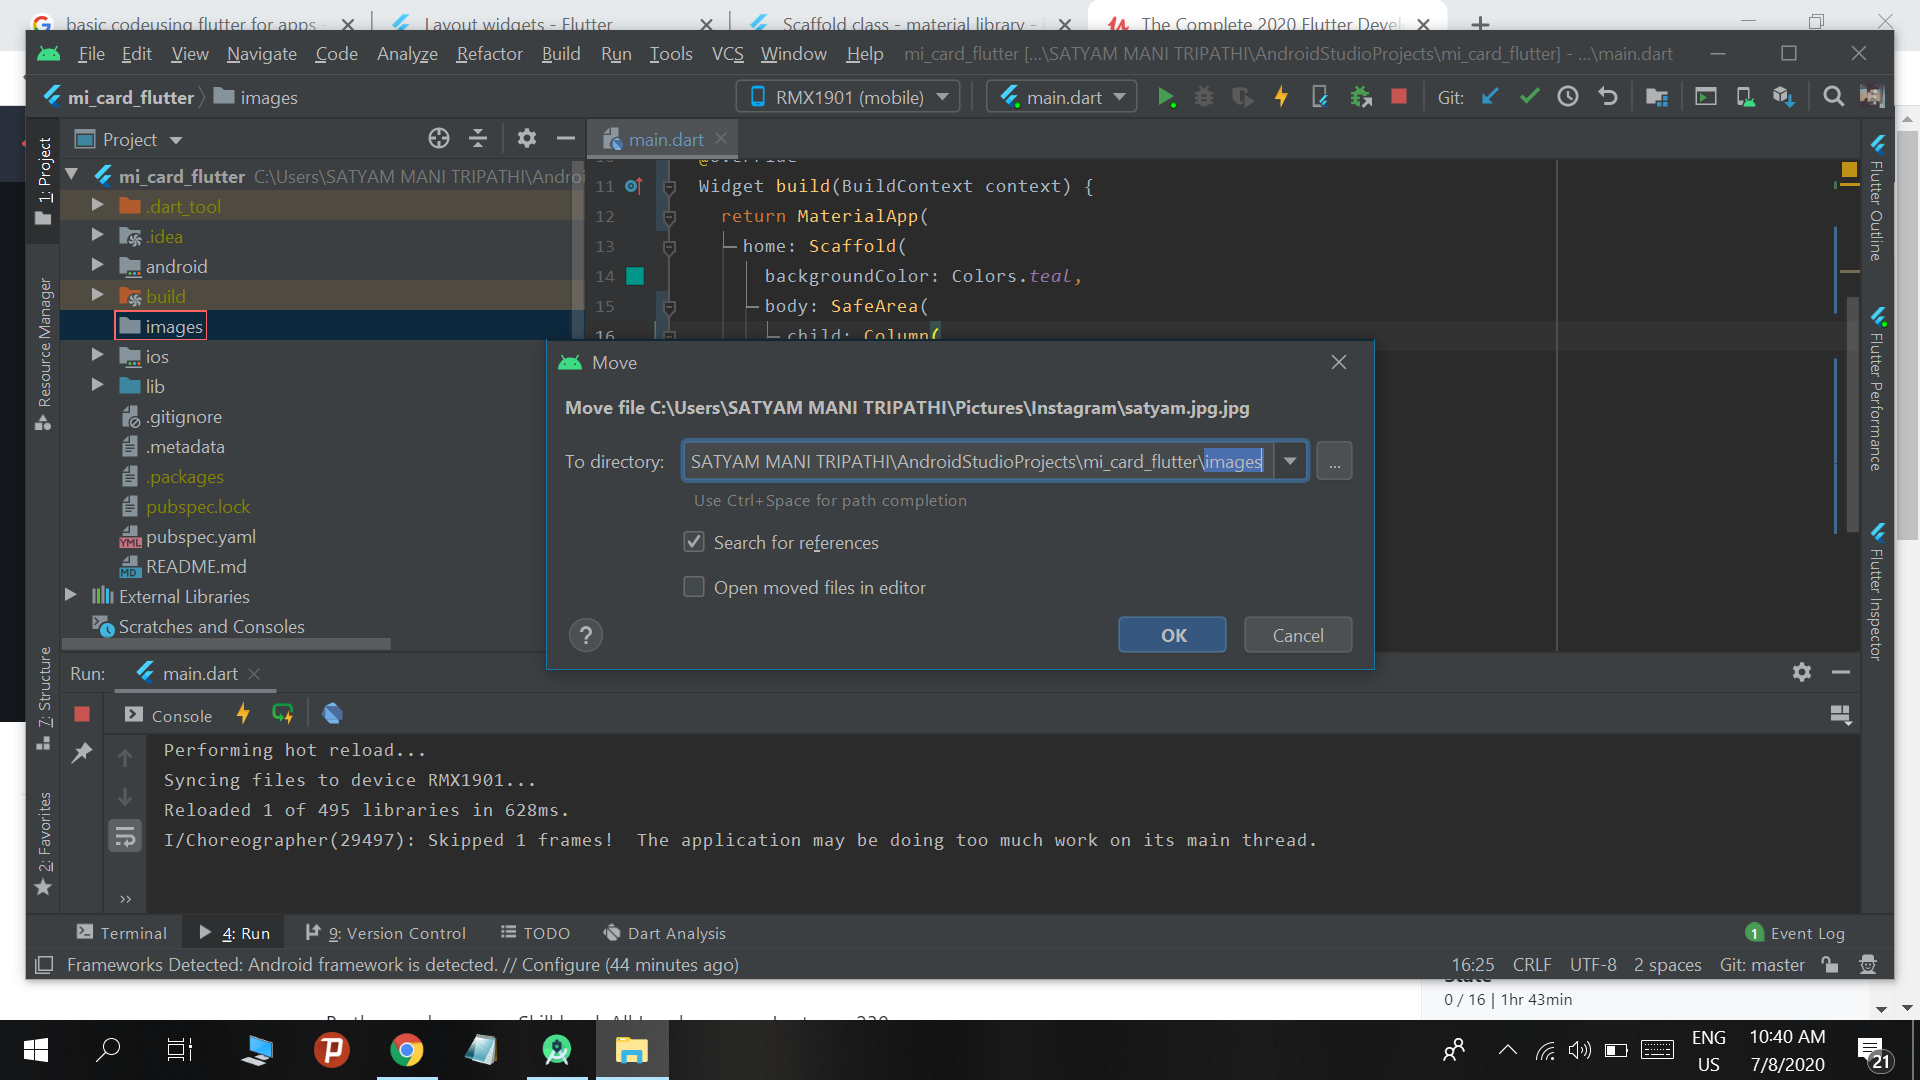 basic codeusing flutter for apps -
Layout widgets - Flutter
Scaffold class - material library -
The Complete 2020 Flutter Devel
File Edit View Navigate Code Analyze Refactor Build Run Tools VCS Window Help mi_card_flutter [...\SATYAM MANI TRIPATHI\AndroidStudioProjects\mi_card_flutter] - ...\main.dart
mi_card_flutter images RMX1901 (mobile) main.dart Git:
Project main.dart
mi_card_flutter C:\Users\SATYAM MANI TRIPATHI\Androi
.dart_tool
.idea
android
build
images
ios
lib
.gitignore
.metadata
.packages
pubspec.lock
YML pubspec.yaml
MD README.md
External Libraries
Scratches and Consoles
@override
11 Widget build(BuildContext context) {
12 return MaterialApp(
13 home: Scaffold(
14 backgroundColor: Colors.teal,
15 body: SafeArea(
16 child: Column(
Move
Move file C:\Users\SATYAM MANI TRIPATHI\Pictures\Instagram\satyam.jpg.jpg
To directory: SATYAM MANI TRIPATHI\AndroidStudioProjects\mi_card_flutter\images ...
Use Ctrl+Space for path completion
Search for references
Open moved files in editor
? OK Cancel
1: Project
Resource Manager
7: Structure
2: Favorites
Flutter Outline
Flutter Performance
Flutter Inspector
Run: main.dart
Console
Performing hot reload...
Syncing files to device RMX1901...
Reloaded 1 of 495 libraries in 628ms.
I/Choreographer(29497): Skipped 1 frames! The application may be doing too much work on its main thread.
Terminal 4: Run 9: Version Control TODO Dart Analysis 1 Event Log
Frameworks Detected: Android framework is detected. // Configure (44 minutes ago) 16:25 CRLF UTF-8 2 spaces Git: master
0 / 16 | 1hr 43min
ENG
US
10:40 AM
7/8/2020
21